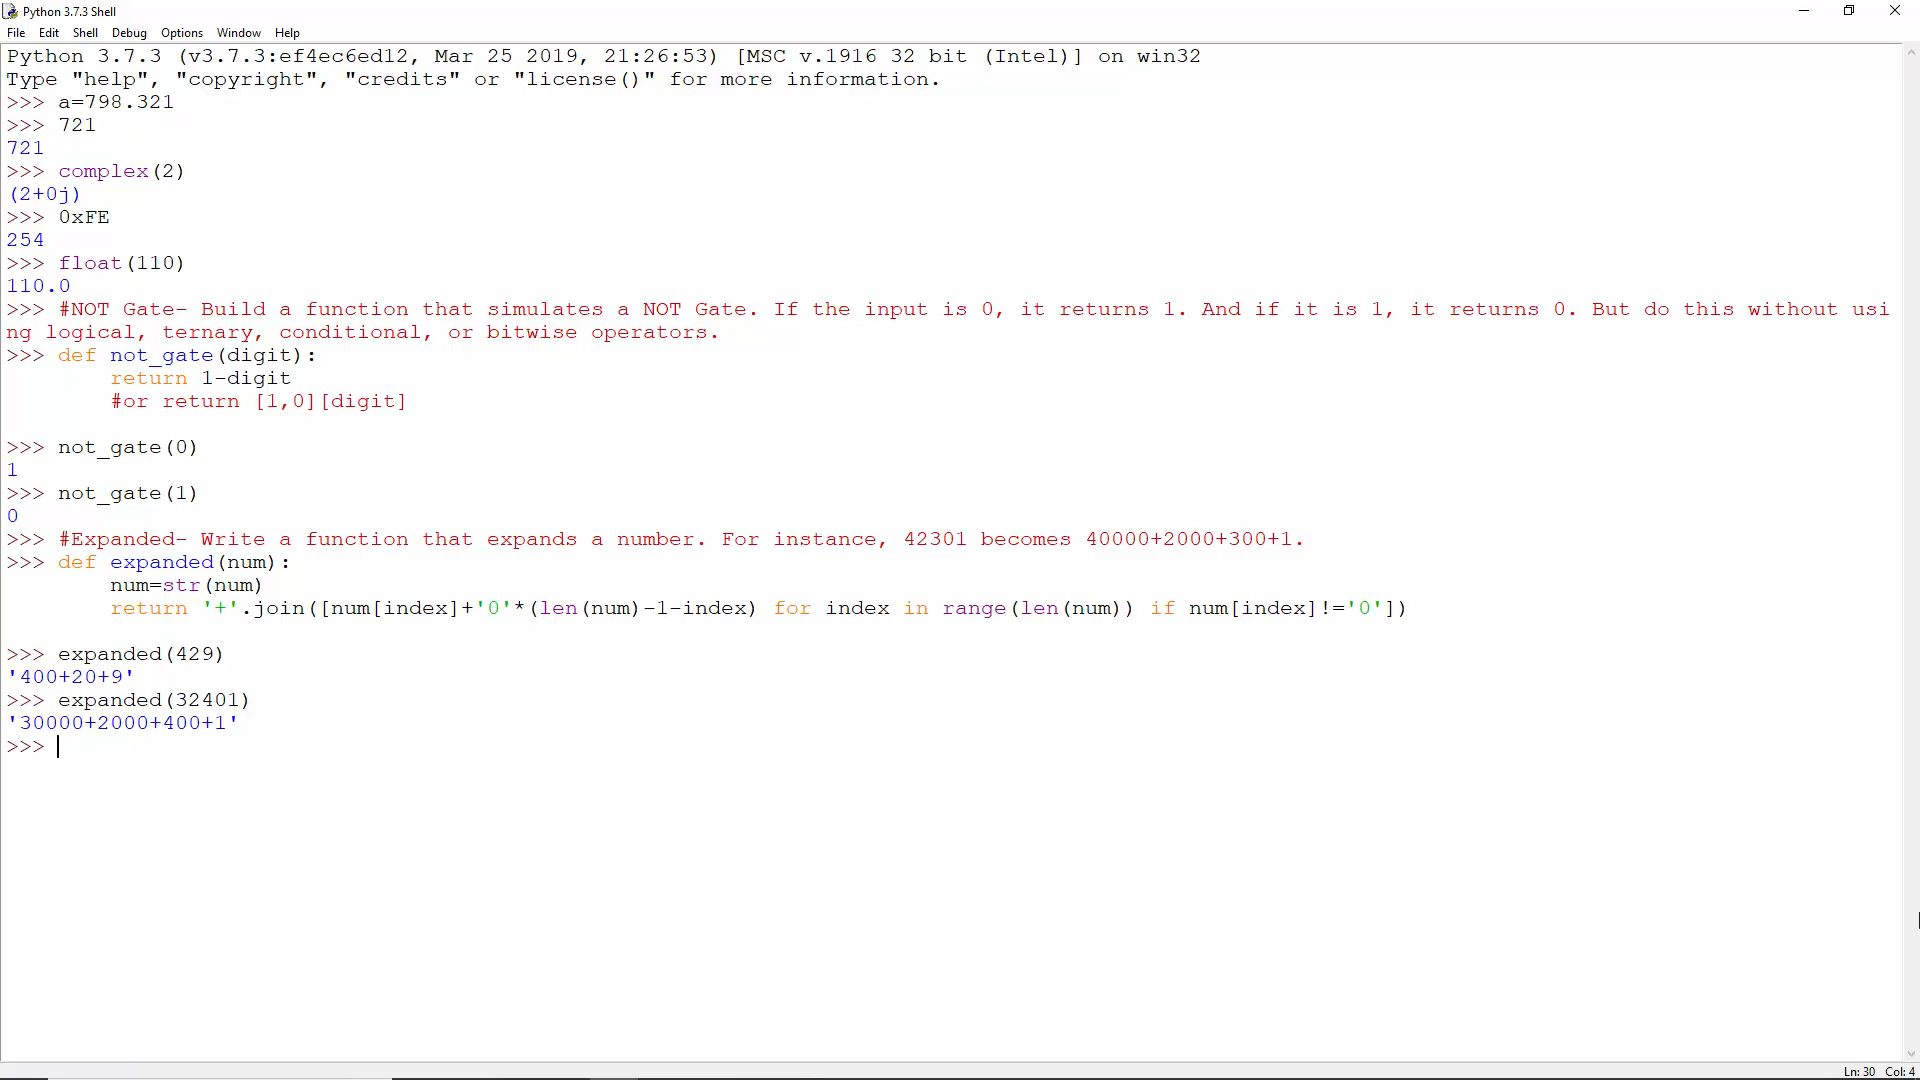 Python 3.7.3 Shell
File Edit Shell Debug Options Window Help
Python 3.7.3 (v3.7.3:ef4ec6ed12, Mar 25 2019, 21:26:53) [MSC v.1916 32 bit (Intel)] on win32
Type "help", "copyright", "credits" or "license()" for more information.
>>> a=798.321
>>> 721
721
>>> complex(2)
(2+0j)
>>> 0xFE
254
>>> float(110)
110.0
>>> #NOT Gate- Build a function that simulates a NOT Gate. If the input is 0, it returns 1. And if it is 1, it returns 0. But do this without usi
ng logical, ternary, conditional, or bitwise operators.
>>> def not_gate(digit):
        return 1-digit
        #or return [1,0][digit]
>>> not_gate(0)
1
>>> not_gate(1)
0
>>> #Expanded- Write a function that expands a number. For instance, 42301 becomes 40000+2000+300+1.
>>> def expanded(num):
        num=str(num)
        return '+'.join([num[index]+'0'*(len(num)-1-index) for index in range(len(num)) if num[index]!='0'])
>>> expanded(429)
'400+20+9'
>>> expanded(32401)
'30000+2000+400+1'
>>>
Ln: 30 Col: 4